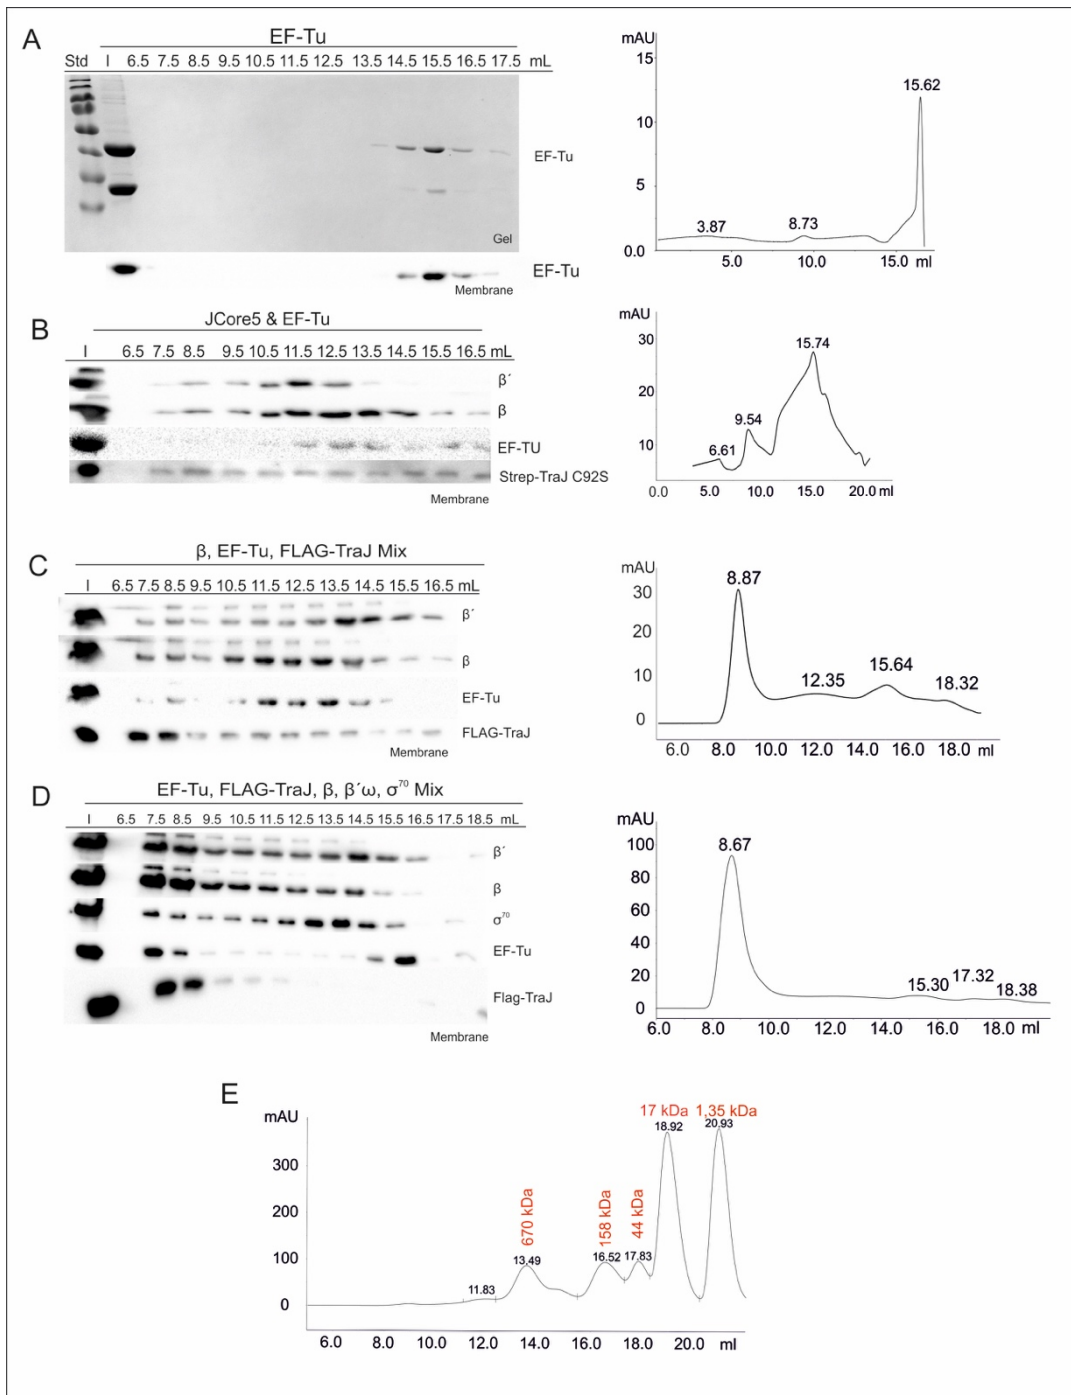 A
EF-Tu
Std I 6.5 7.5 8.5 9.5 10.5 11.5 12.5 13.5 14.5 15.5 16.5 17.5 mL
EF-Tu
Gel
EF-Tu
Membrane
mAU
15
10
5
0.0
3.87
8.73
15.62
5.0 10.0 15.0 ml
B
JCore5 & EF-Tu
I 6.5 7.5 8.5 9.5 10.5 11.5 12.5 13.5 14.5 15.5 16.5 mL
β´
β
EF-TU
Strep-TraJ C92S
Membrane
mAU
30
20
10
6.61
9.54
15.74
0.0 5.0 10.0 15.0 20.0 ml
C
β, EF-Tu, FLAG-TraJ Mix
I 6.5 7.5 8.5 9.5 10.5 11.5 12.5 13.5 14.5 15.5 16.5 mL
β´
β
EF-Tu
FLAG-TraJ
Membrane
mAU
30
20
10
0
8.87
12.35
15.64
18.32
6.0 8.0 10.0 12.0 14.0 16.0 18.0 ml
D
EF-Tu, FLAG-TraJ, β, β´ω, σ⁷⁰ Mix
I 6.5 7.5 8.5 9.5 10.5 11.5 12.5 13.5 14.5 15.5 16.5 17.5 18.5 mL
β´
β
σ⁷⁰
EF-Tu
Flag-TraJ
Membrane
mAU
100
80
60
40
20
0
8.67
15.30
17.32
18.38
6.0 8.0 10.0 12.0 14.0 16.0 18.0 ml
E
mAU
300
200
100
0
11.83
670 kDa
13.49
158 kDa
16.52
44 kDa
17.83
17 kDa
18.92
1,35 kDa
20.93
6.0 8.0 10.0 12.0 14.0 16.0 18.0 20.0 ml